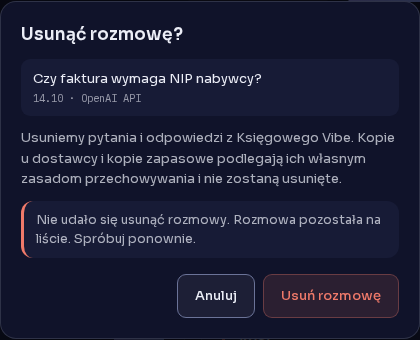 Usunąć rozmowę?
Czy faktura wymaga NIP nabywcy?
14.10 · OpenAI API
Usuniemy pytania i odpowiedzi z Księgowego Vibe. Kopie
u dostawcy i kopie zapasowe podlegają ich własnym
zasadom przechowywania i nie zostaną usunięte.
Nie udało się usunąć rozmowy. Rozmowa pozostała na
liście. Spróbuj ponownie.
Anuluj
Usuń rozmowę